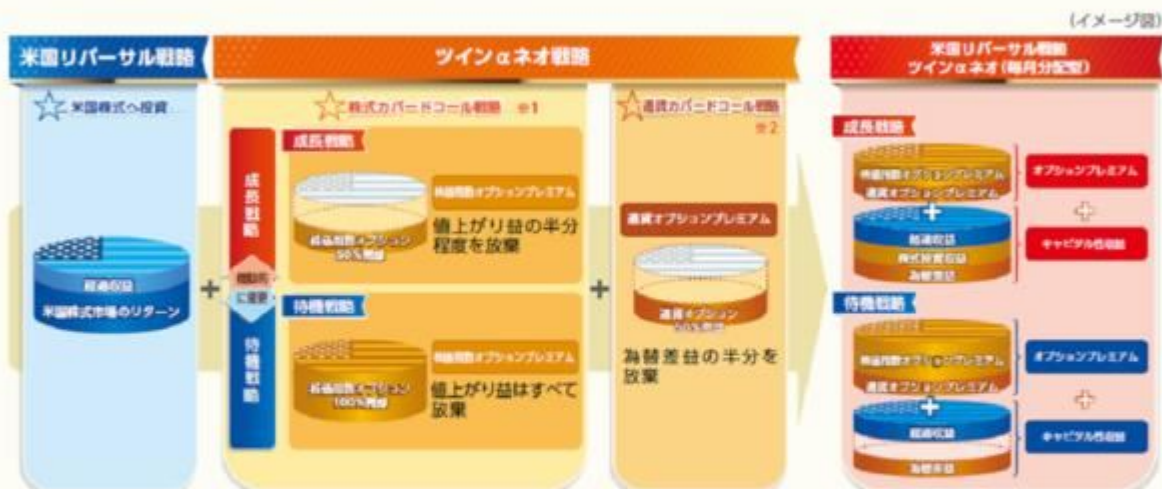 (イメージ図)
米国リバーサル戦略
ツインαネオ戦略
米国リバーサル戦略
ツインαネオ(毎月分配型)
米国株式へ投資
超過収益
米国株式市場のリターン
+
株式カバードコール戦略 ※1
成長戦略
機動的
に変更
待機戦略
成長戦略
株価指数オプションプレミアム
株価指数オプション
50%売却
値上がり益の半分
程度を放棄
待機戦略
株価指数オプションプレミアム
株価指数オプション
100%売却
値上がり益はすべて
放棄
+
通貨カバードコール戦略
※2
通貨オプションプレミアム
通貨オプション
50%売却
為替差益の半分を
放棄
成長戦略
株価指数オプションプレミアム
通貨オプションプレミアム
+
超過収益
株式投資収益
為替差益
オプションプレミアム
+
キャピタル性収益
待機戦略
株価指数オプションプレミアム
通貨オプションプレミアム
+
超過収益
為替差益
オプションプレミアム
+
キャピタル性収益